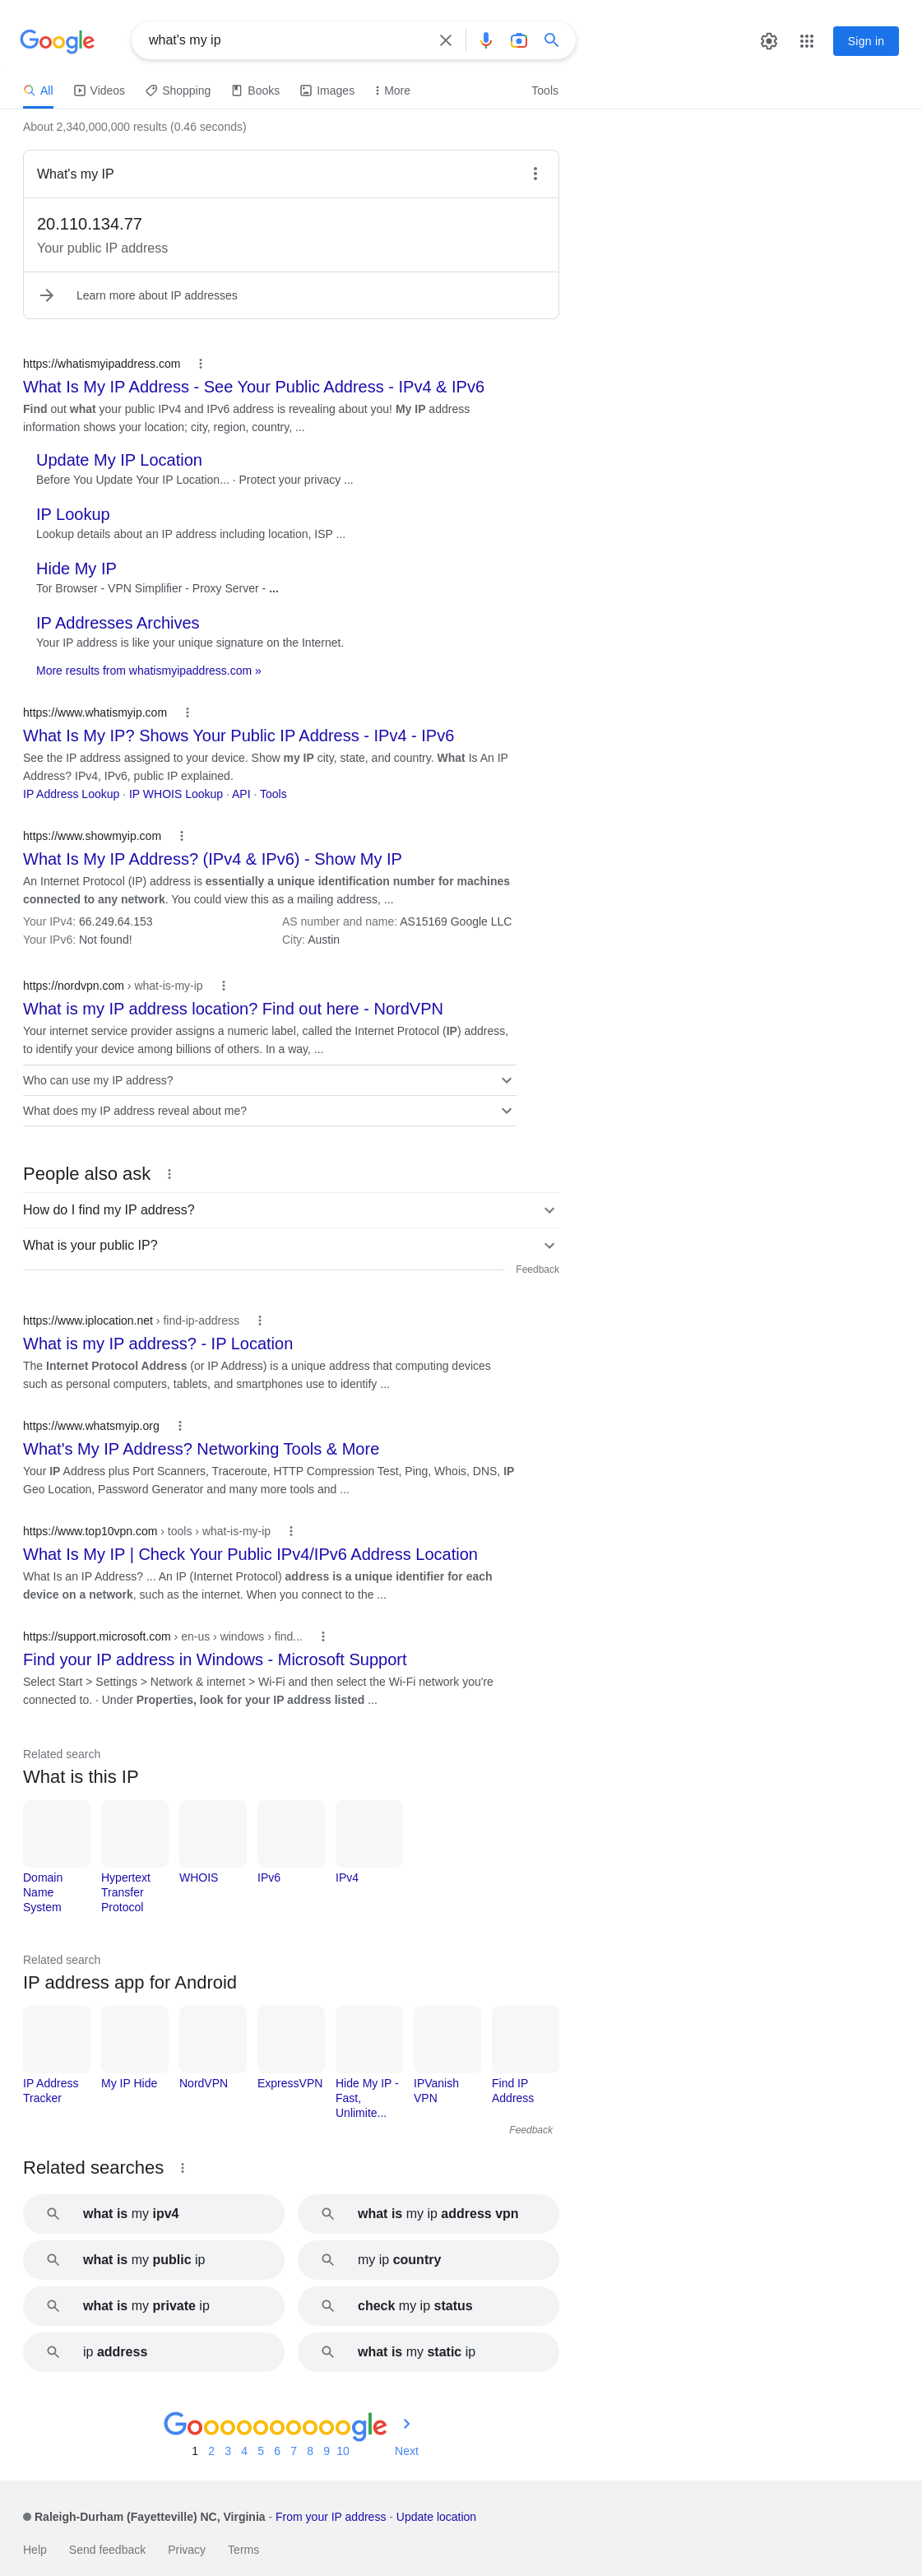 Google
what's my ip
Sign in
All
Videos
Shopping
Books
Images
More
Tools
About 2,340,000,000 results (0.46 seconds)
What's my IP
20.110.134.77
Your public IP address
Learn more about IP addresses
https://whatismyipaddress.com
What Is My IP Address - See Your Public Address - IPv4 & IPv6
Find out what your public IPv4 and IPv6 address is revealing about you! My IP address
information shows your location; city, region, country, ...
Update My IP Location
Before You Update Your IP Location... · Protect your privacy ...
IP Lookup
Lookup details about an IP address including location, ISP ...
Hide My IP
Tor Browser - VPN Simplifier - Proxy Server - ...
IP Addresses Archives
Your IP address is like your unique signature on the Internet.
More results from whatismyipaddress.com »
https://www.whatismyip.com
What Is My IP? Shows Your Public IP Address - IPv4 - IPv6
See the IP address assigned to your device. Show my IP city, state, and country. What Is An IP
Address? IPv4, IPv6, public IP explained.
IP Address Lookup · IP WHOIS Lookup · API · Tools
https://www.showmyip.com
What Is My IP Address? (IPv4 & IPv6) - Show My IP
An Internet Protocol (IP) address is essentially a unique identification number for machines
connected to any network. You could view this as a mailing address, ...
Your IPv4: 66.249.64.153
AS number and name: AS15169 Google LLC
Your IPv6: Not found!
City: Austin
https://nordvpn.com › what-is-my-ip
What is my IP address location? Find out here - NordVPN
Your internet service provider assigns a numeric label, called the Internet Protocol (IP) address,
to identify your device among billions of others. In a way, ...
Who can use my IP address?
What does my IP address reveal about me?
People also ask
How do I find my IP address?
What is your public IP?
Feedback
https://www.iplocation.net › find-ip-address
What is my IP address? - IP Location
The Internet Protocol Address (or IP Address) is a unique address that computing devices
such as personal computers, tablets, and smartphones use to identify ...
https://www.whatsmyip.org
What's My IP Address? Networking Tools & More
Your IP Address plus Port Scanners, Traceroute, HTTP Compression Test, Ping, Whois, DNS, IP
Geo Location, Password Generator and many more tools and ...
https://www.top10vpn.com › tools › what-is-my-ip
What Is My IP | Check Your Public IPv4/IPv6 Address Location
What Is an IP Address? ... An IP (Internet Protocol) address is a unique identifier for each
device on a network, such as the internet. When you connect to the ...
https://support.microsoft.com › en-us › windows › find...
Find your IP address in Windows - Microsoft Support
Select Start > Settings > Network & internet > Wi-Fi and then select the Wi-Fi network you're
connected to. · Under Properties, look for your IP address listed ...
Related search
What is this IP
Domain
Name
System
Hypertext
Transfer
Protocol
WHOIS
IPv6
IPv4
Related search
IP address app for Android
IP Address
Tracker
My IP Hide
NordVPN
ExpressVPN
Hide My IP -
Fast,
Unlimite...
IPVanish
VPN
Find IP
Address
Feedback
Related searches
what is my ipv4
what is my ip address vpn
what is my public ip
my ip country
what is my private ip
check my ip status
ip address
what is my static ip
Goooooooooogle
1 2 3 4 5 6 7 8 9 10 Next
Raleigh-Durham (Fayetteville) NC, Virginia - From your IP address - Update location
Help
Send feedback
Privacy
Terms